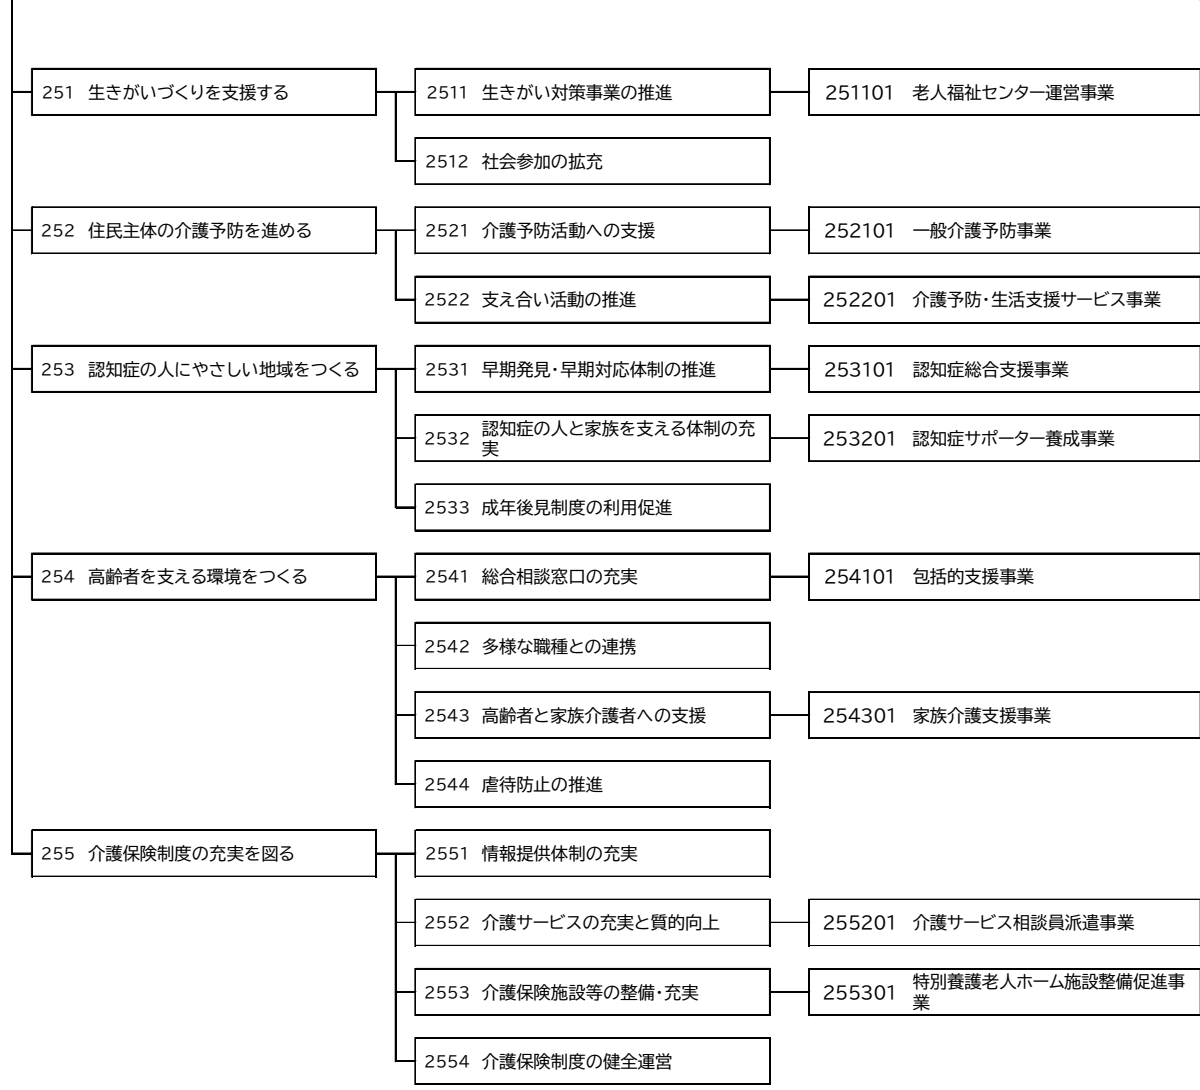 251 生きがいづくりを支援する 2511 生きがい対策事業の推進 251101 老人福祉センター運営事業
2512 社会参加の拡充
252 住民主体の介護予防を進める 2521 介護予防活動への支援 252101 一般介護予防事業
2522 支え合い活動の推進 252201 介護予防・生活支援サービス事業
253 認知症の人にやさしい地域をつくる 2531 早期発見・早期対応体制の推進 253101 認知症総合支援事業
2532 認知症の人と家族を支える体制の充
実
253201 認知症サポーター養成事業
2533 成年後見制度の利用促進
254 高齢者を支える環境をつくる 2541 総合相談窓口の充実 254101 包括的支援事業
2542 多様な職種との連携
2543 高齢者と家族介護者への支援 254301 家族介護支援事業
2544 虐待防止の推進
255 介護保険制度の充実を図る 2551 情報提供体制の充実
2552 介護サービスの充実と質的向上 255201 介護サービス相談員派遣事業
2553 介護保険施設等の整備・充実 255301 特別養護老人ホーム施設整備促進事
業
2554 介護保険制度の健全運営